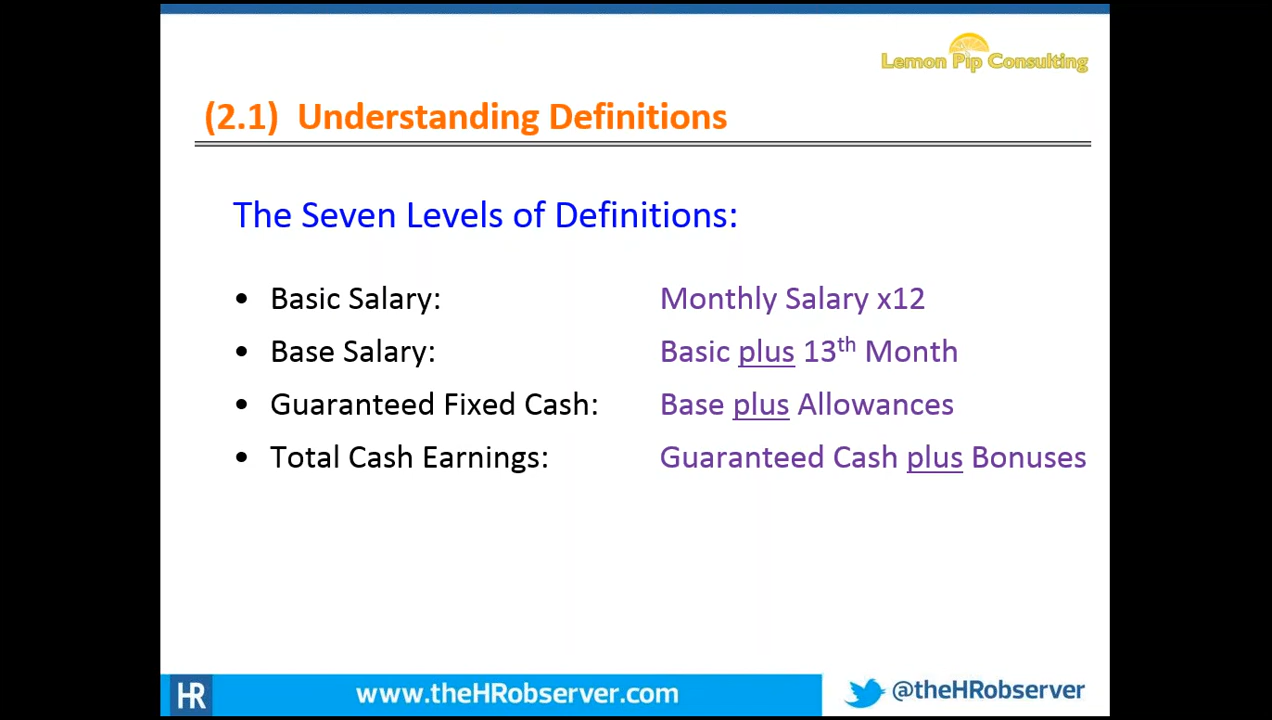 Lemon Pip Consulting
(2.1) Understanding Definitions
The Seven Levels of Definitions:
• Basic Salary: Monthly Salary x12
• Base Salary: Basic plus 13th Month
• Guaranteed Fixed Cash: Base plus Allowances
• Total Cash Earnings: Guaranteed Cash plus Bonuses
HR www.theHRobserver.com @theHRobserver